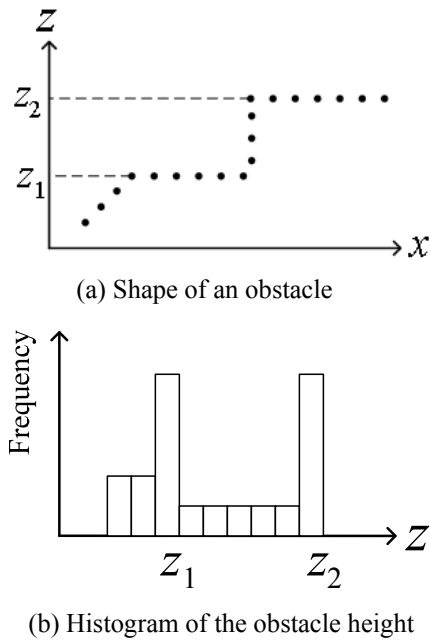 z
z₂
z₁
x
(a) Shape of an obstacle
Frequency
z
z₁ z₂
(b) Histogram of the obstacle height